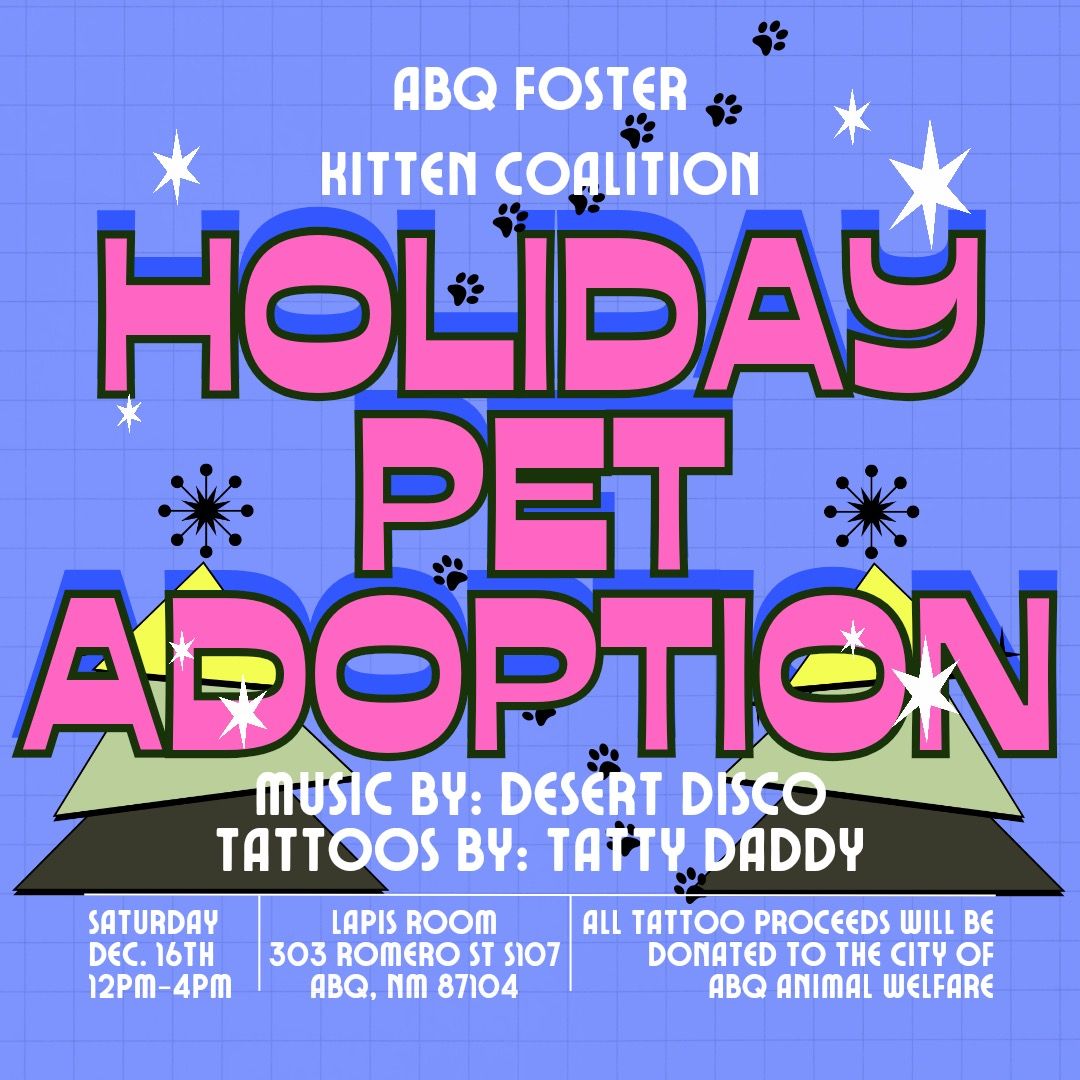 ABQ FOSTER
KITTEN COALITION
HOLIDAY
PET
ADOPTION
MUSIC BY: DESERT DISCO
TATTOOS BY: TATTY DADDY
SATURDAY
DEC. 16TH
12PM-4PM
LAPIS ROOM
303 ROMERO ST S107
ABQ, NM 87104
ALL TATTOO PROCEEDS WILL BE
DONATED TO THE CITY OF
ABQ ANIMAL WELFARE